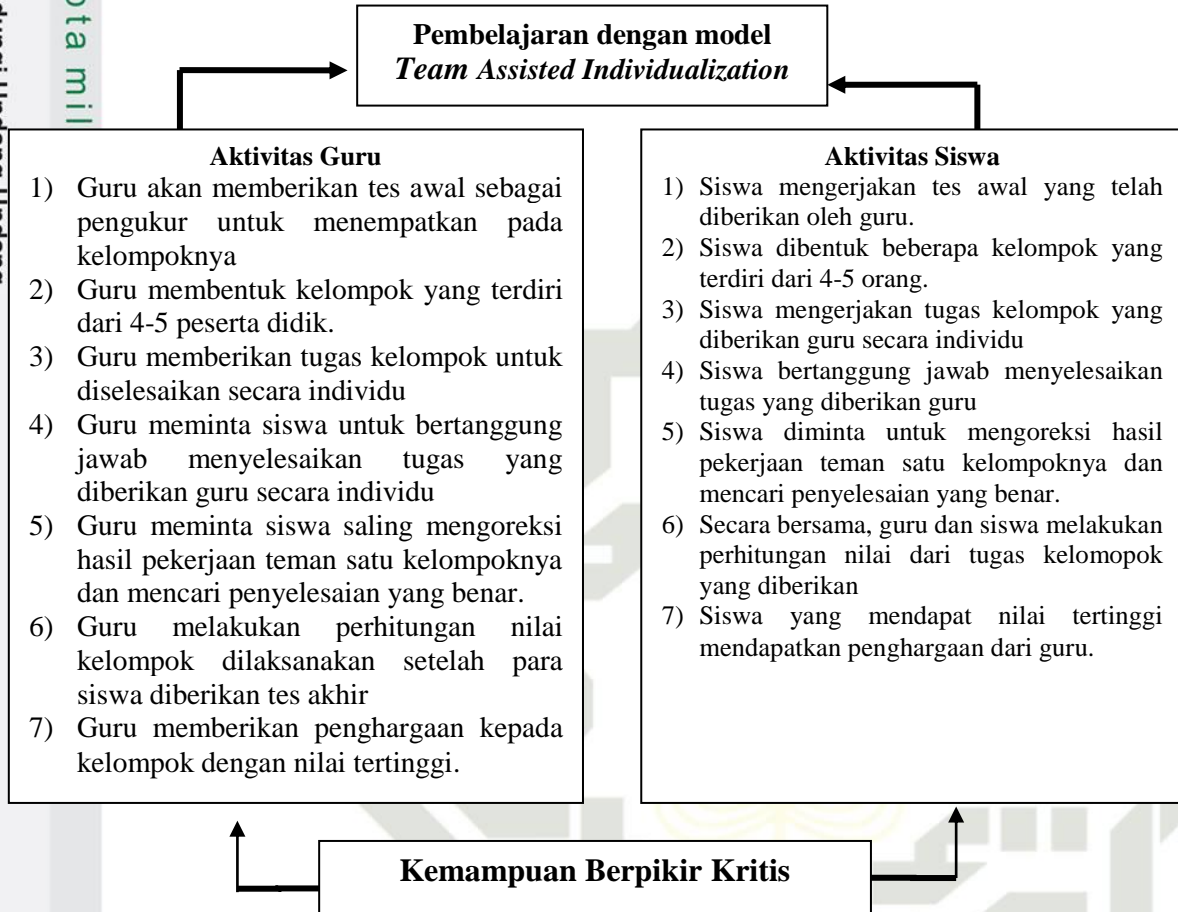 ota mil
Pembelajaran dengan model
Team Assisted Individualization
Aktivitas Guru
1) Guru akan memberikan tes awal sebagai
pengukur untuk menempatkan pada
kelompoknya
2) Guru membentuk kelompok yang terdiri
dari 4-5 peserta didik.
3) Guru memberikan tugas kelompok untuk
diselesaikan secara individu
4) Guru meminta siswa untuk bertanggung
jawab menyelesaikan tugas yang
diberikan guru secara individu
5) Guru meminta siswa saling mengoreksi
hasil pekerjaan teman satu kelompoknya
dan mencari penyelesaian yang benar.
6) Guru melakukan perhitungan nilai
kelompok dilaksanakan setelah para
siswa diberikan tes akhir
7) Guru memberikan penghargaan kepada
kelompok dengan nilai tertinggi.
Aktivitas Siswa
1) Siswa mengerjakan tes awal yang telah
diberikan oleh guru.
2) Siswa dibentuk beberapa kelompok yang
terdiri dari 4-5 orang.
3) Siswa mengerjakan tugas kelompok yang
diberikan guru secara individu
4) Siswa bertanggung jawab menyelesaikan
tugas yang diberikan guru
5) Siswa diminta untuk mengoreksi hasil
pekerjaan teman satu kelompoknya dan
mencari penyelesaian yang benar.
6) Secara bersama, guru dan siswa melakukan
perhitungan nilai dari tugas kelomopok
yang diberikan
7) Siswa yang mendapat nilai tertinggi
mendapatkan penghargaan dari guru.
Kemampuan Berpikir Kritis